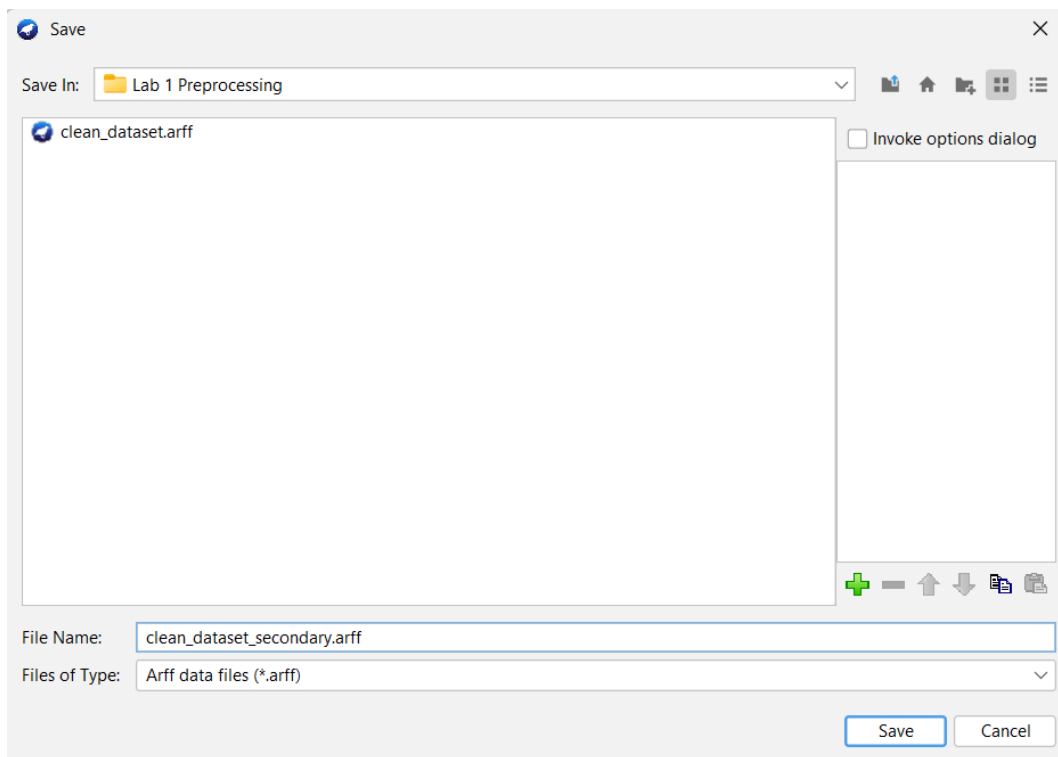 Save
Save In: Lab 1 Preprocessing
clean_dataset.arff
Invoke options dialog
File Name: clean_dataset_secondary.arff
Files of Type: Arff data files (*.arff)
Save Cancel